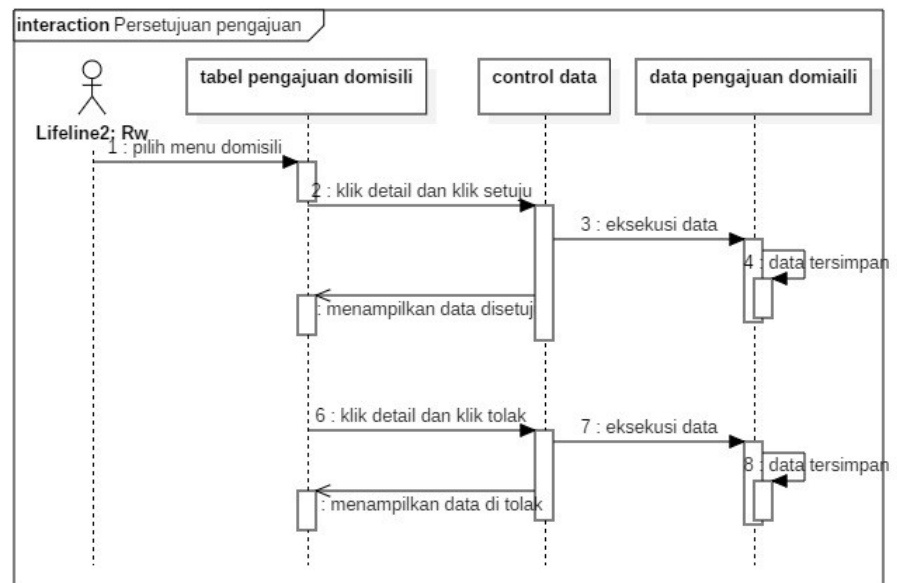 interaction Persetujuan pengajuan
tabel pengajuan domisili
control data
data pengajuan domiaili
Lifeline2: Rw
1 : pilih menu domisili
2 : klik detail dan klik setuju
3 : eksekusi data
4 : data tersimpan
: menampilkan data disetuj
6 : klik detail dan klik tolak
7 : eksekusi data
8 : data tersimpan
: menampilkan data di tolak